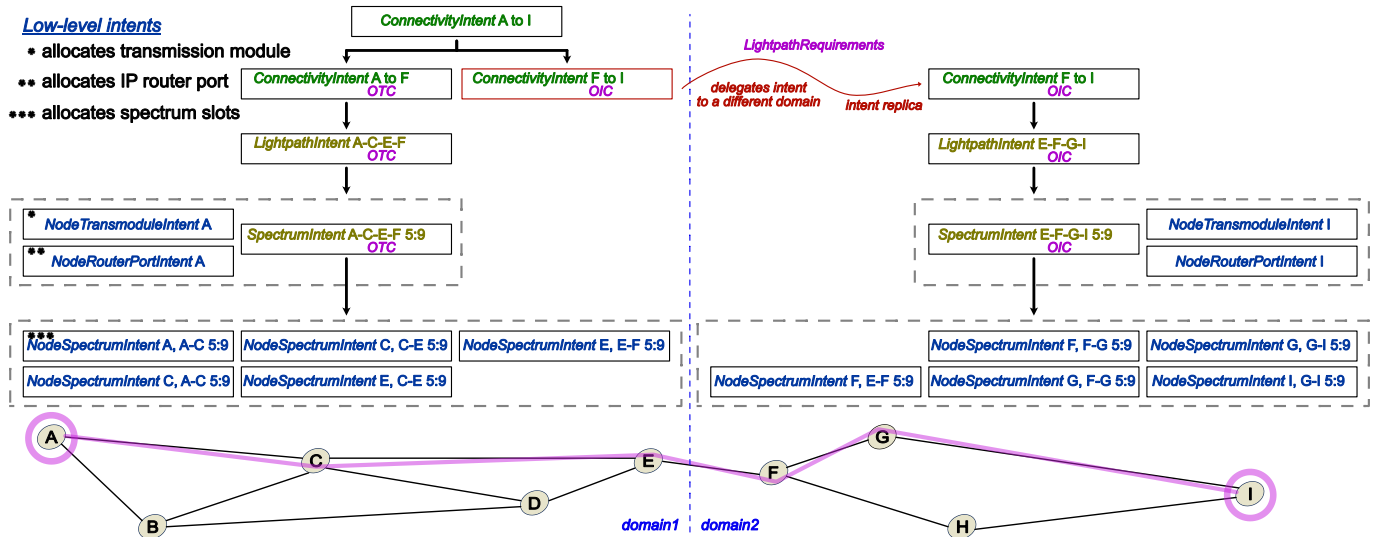 Low-level intents
* allocates transmission module
** allocates IP router port
*** allocates spectrum slots
ConnectivityIntent A to I
ConnectivityIntent A to F
OTC
ConnectivityIntent F to I
OIC
LightpathRequirements
delegates intent
to a different domain
intent replica
ConnectivityIntent F to I
OIC
LightpathIntent A-C-E-F
OTC
LightpathIntent E-F-G-I
OIC
*
NodeTransmoduleIntent A
**
NodeRouterPortIntent A
SpectrumIntent A-C-E-F 5:9
OTC
SpectrumIntent E-F-G-I 5:9
OIC
NodeTransmoduleIntent I
NodeRouterPortIntent I
***
NodeSpectrumIntent A, A-C 5:9
NodeSpectrumIntent C, C-E 5:9
NodeSpectrumIntent E, E-F 5:9
NodeSpectrumIntent C, A-C 5:9
NodeSpectrumIntent E, C-E 5:9
NodeSpectrumIntent F, F-G 5:9
NodeSpectrumIntent G, G-I 5:9
NodeSpectrumIntent F, E-F 5:9
NodeSpectrumIntent G, F-G 5:9
NodeSpectrumIntent I, G-I 5:9
A
B
C
D
E
F
G
H
I
domain1
domain2